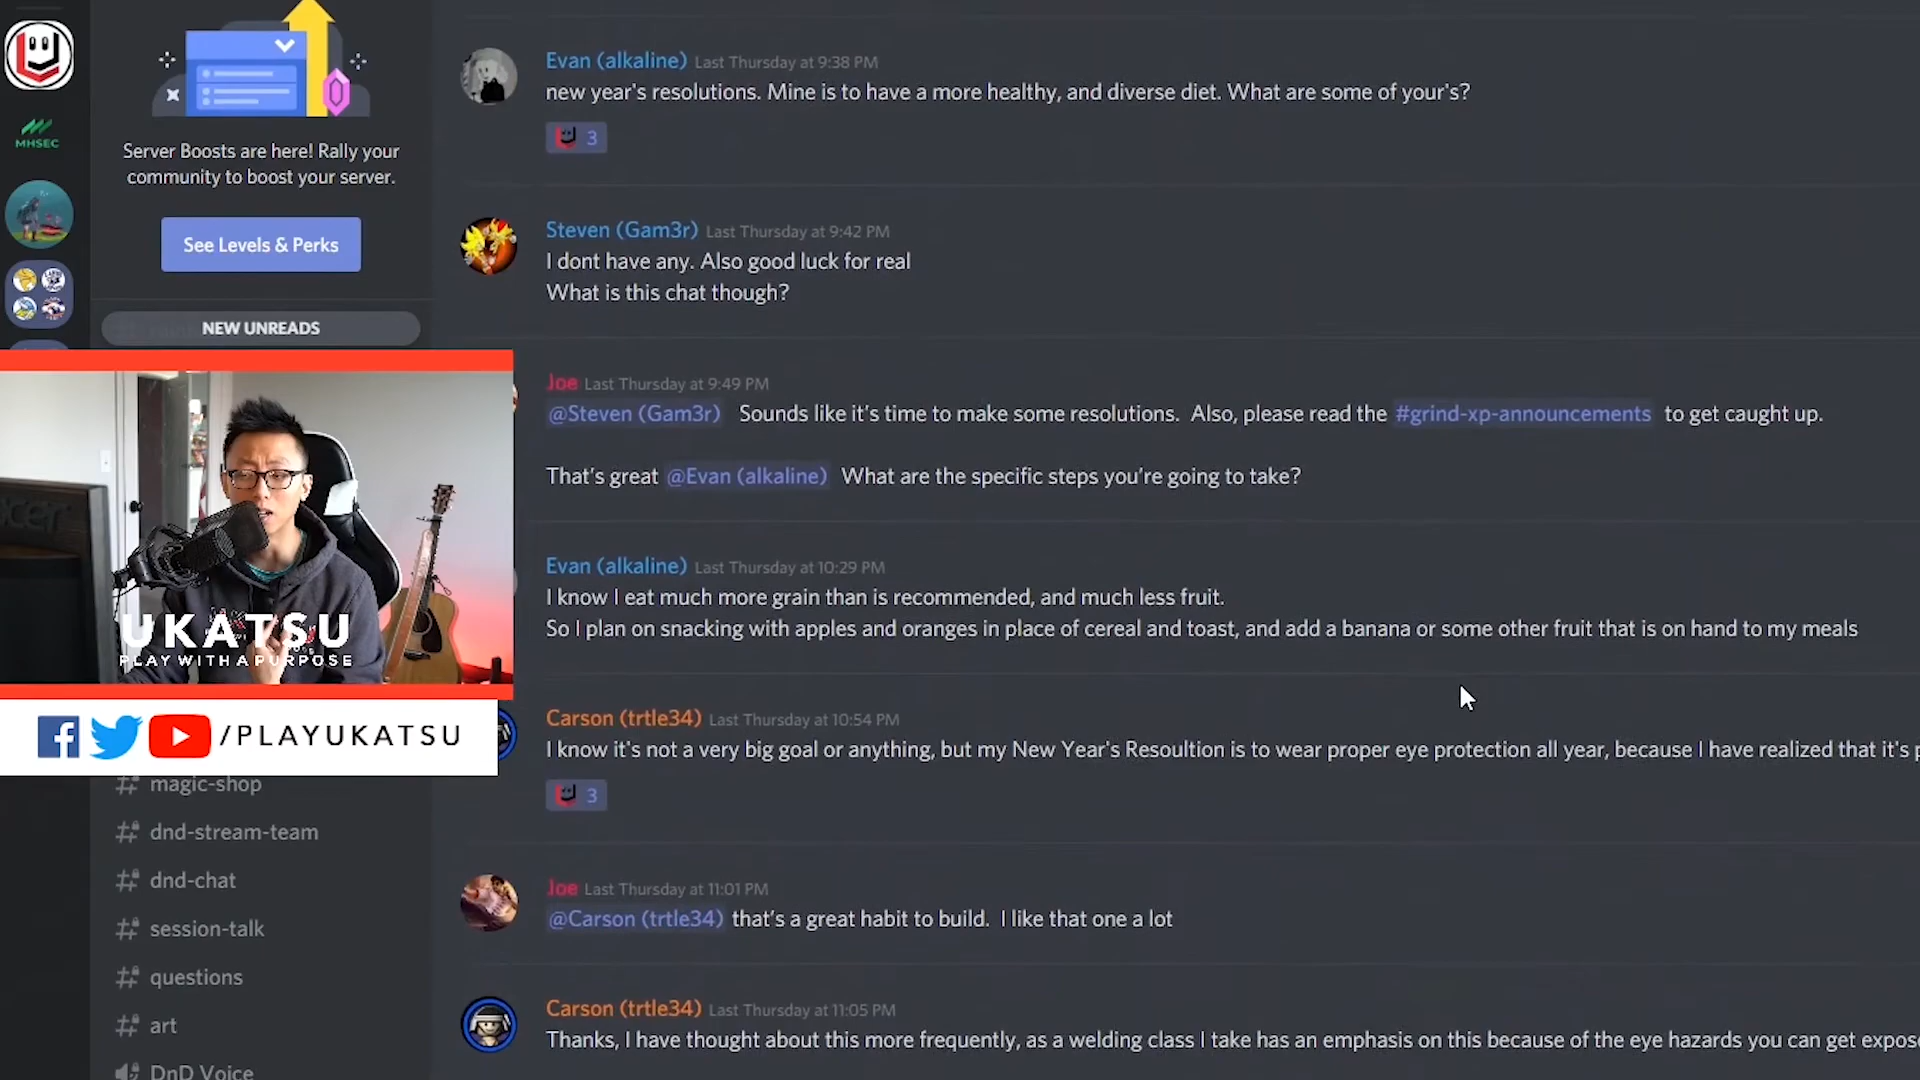 MHSEC
Server Boosts are here! Rally your
community to boost your server.
See Levels & Perks
NEW UNREADS
acer
UKATSU
PLAY WITH A PURPOSE
/PLAYUKATSU
magic-shop
dnd-stream-team
dnd-chat
session-talk
questions
art
DnD Voice
Evan (alkaline) Last Thursday at 9:38 PM
new year's resolutions. Mine is to have a more healthy, and diverse diet. What are some of your's?
3
Steven (Gam3r) Last Thursday at 9:42 PM
I dont have any. Also good luck for real
What is this chat though?
Joe Last Thursday at 9:49 PM
@Steven (Gam3r) Sounds like it's time to make some resolutions. Also, please read the #grind-xp-announcements to get caught up.
That's great @Evan (alkaline) What are the specific steps you're going to take?
Evan (alkaline) Last Thursday at 10:29 PM
I know I eat much more grain than is recommended, and much less fruit.
So I plan on snacking with apples and oranges in place of cereal and toast, and add a banana or some other fruit that is on hand to my meals
Carson (trtle34) Last Thursday at 10:54 PM
I know it's not a very big goal or anything, but my New Year's Resoultion is to wear proper eye protection all year, because I have realized that it's p
3
Joe Last Thursday at 11:01 PM
@Carson (trtle34) that's a great habit to build. I like that one a lot
Carson (trtle34) Last Thursday at 11:05 PM
Thanks, I have thought about this more frequently, as a welding class I take has an emphasis on this because of the eye hazards you can get expos